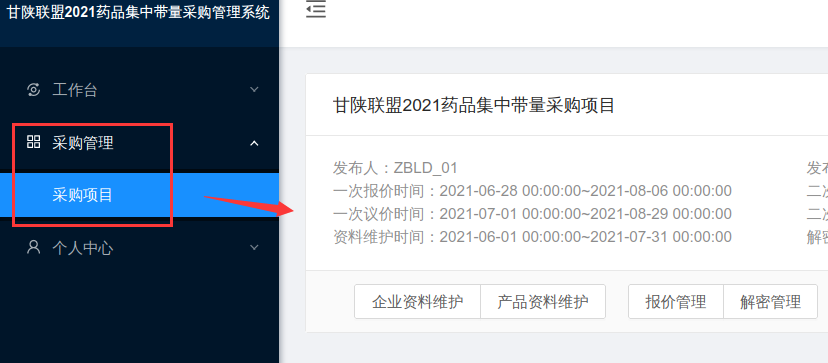 甘陕联盟2021药品集中带量采购管理系统
工作台
采购管理
采购项目
个人中心
甘陕联盟2021药品集中带量采购项目
发布人：ZBLD_01
一次报价时间：2021-06-28 00:00:00~2021-08-06 00:00:00
一次议价时间：2021-07-01 00:00:00~2021-08-29 00:00:00
资料维护时间：2021-06-01 00:00:00~2021-07-31 00:00:00
发布
二次
二次
解密
企业资料维护
产品资料维护
报价管理
解密管理